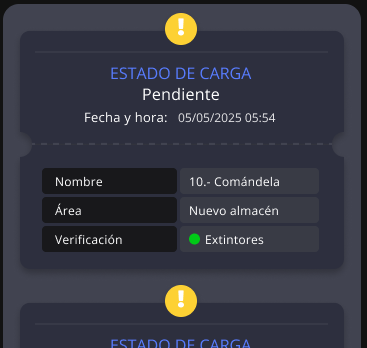 ESTADO DE CARGA
Pendiente
Fecha y hora: 05/05/2025 05:54
Nombre 10.- Comándela
Área Nuevo almacén
Verificación Extintores
ESTADO DE CARGA